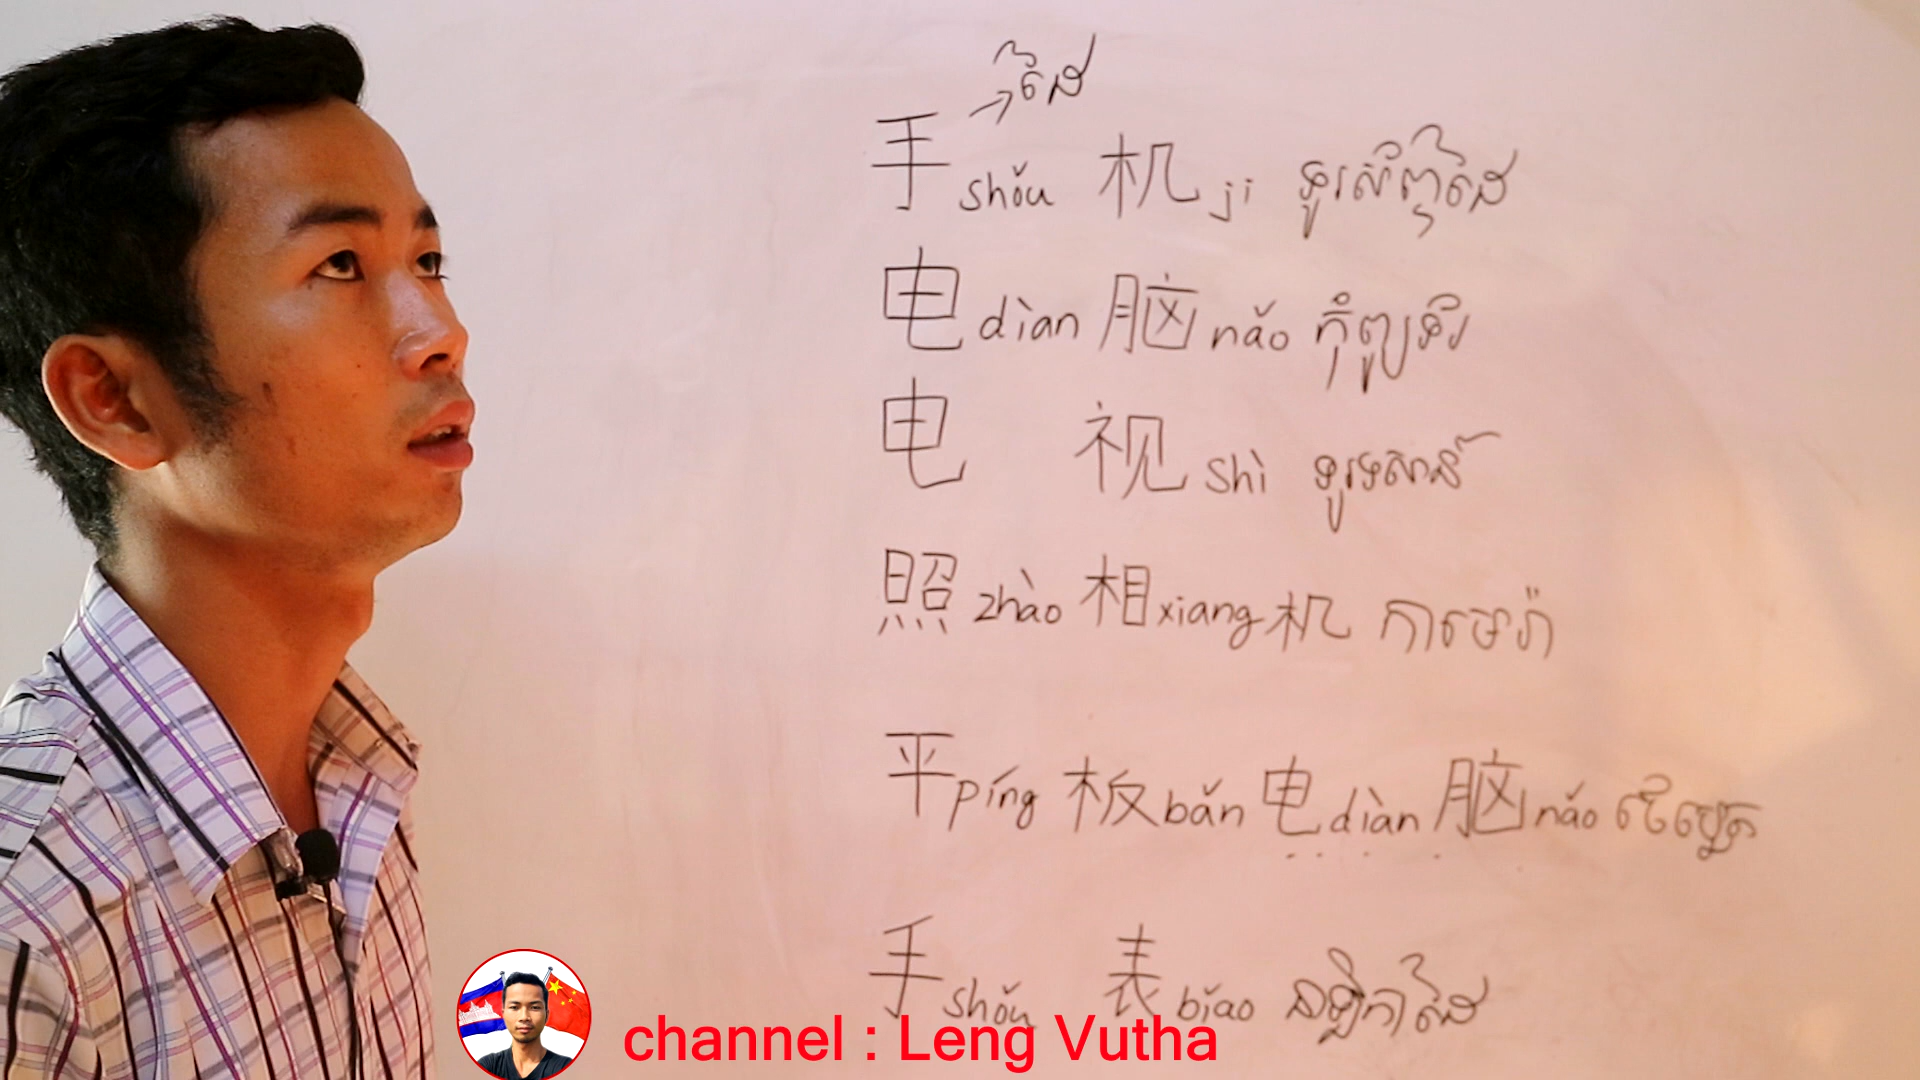 → ដៃ
手 shǒu 机 ji ទូរស័ព្ទដៃ
电 diàn 脑 nǎo កុំព្យូទ័រ
电 视 shì ទូរទស្សន៍
照 zhào 相 xiang 机 កាមេរ៉ា
平 píng 板 bǎn 电 diàn 脑 nǎo ថេប្លេត
手 shǒu 表 biǎo នាឡិកាដៃ
channel : Leng Vutha